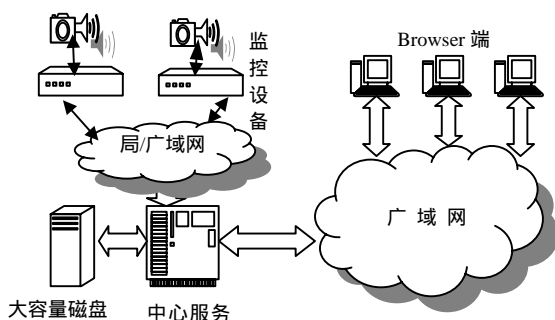 监控设备
Browser 端
局/广域网
广 域 网
大容量磁盘
中心服务